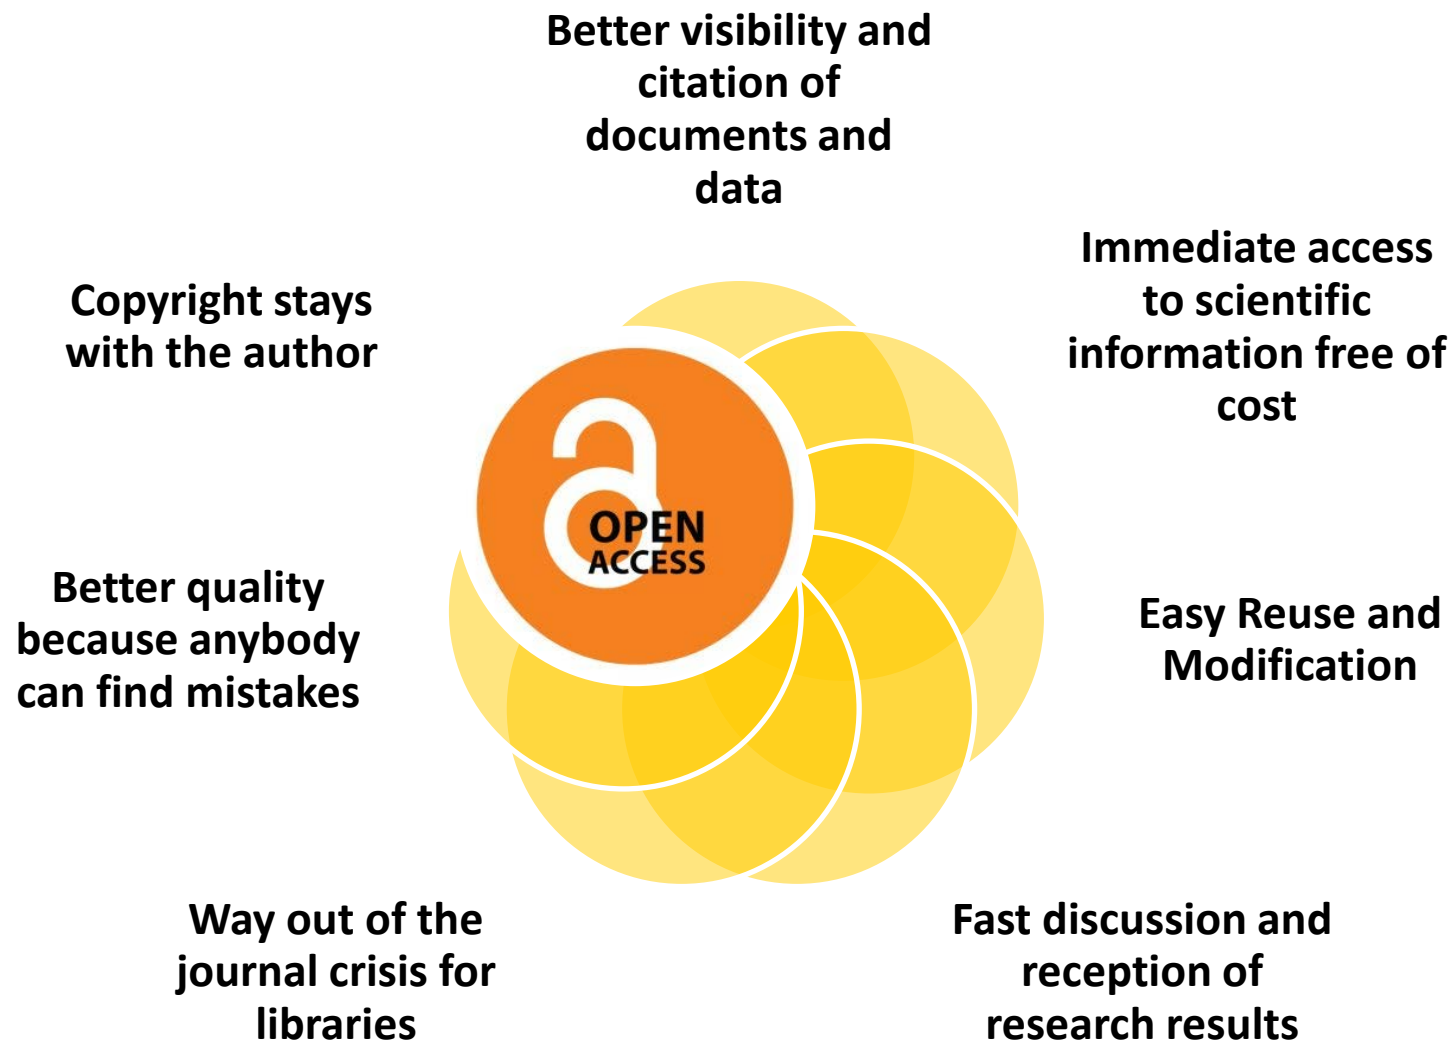 Better visibility and
citation of
documents and
data
Immediate access
to scientific
information free of
cost
Easy Reuse and
Modification
Fast discussion and
reception of
research results
Way out of the
journal crisis for
libraries
Better quality
because anybody
can find mistakes
Copyright stays
with the author
OPEN
ACCESS